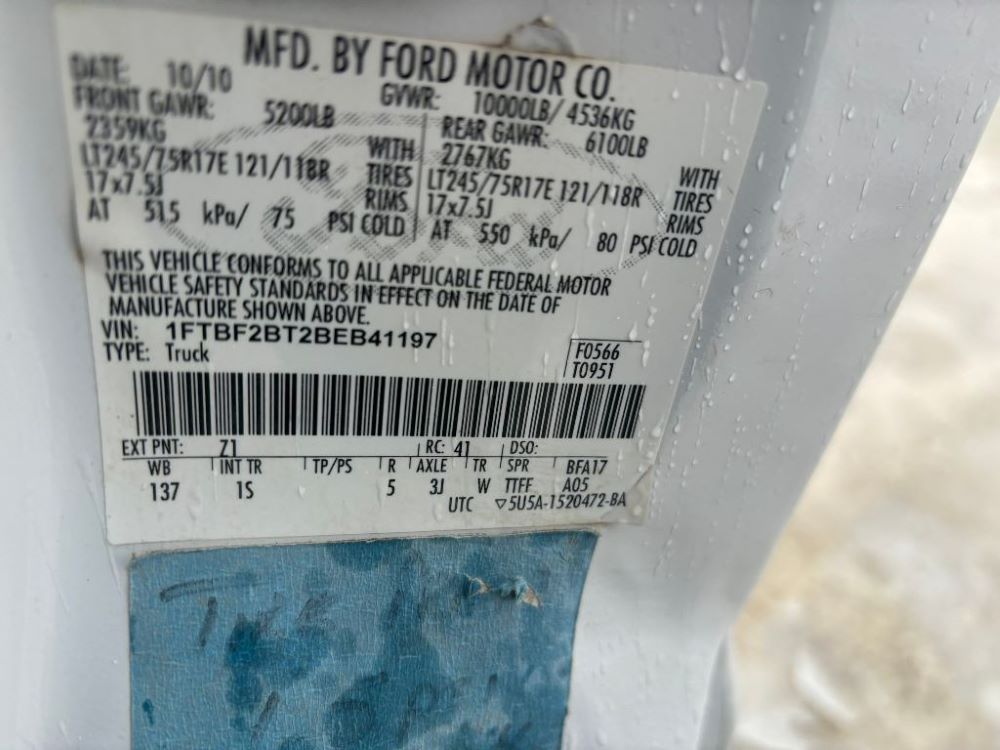 MFD. BY FORD MOTOR CO.
DATE: 10/10 GVWR: 10000LB/ 4536KG
FRONT GAWR: 5200LB REAR GAWR: 6100LB
2359KG WITH 2767KG WITH
LT245/75R17E 121/118R TIRES LT245/75R17E 121/118R TIRES
17x7.5J RIMS 17x7.5J RIMS
AT 515 kPa/ 75 PSI COLD AT 550 kPa/ 80 PSI COLD
THIS VEHICLE CONFORMS TO ALL APPLICABLE FEDERAL MOTOR
VEHICLE SAFETY STANDARDS IN EFFECT ON THE DATE OF
MANUFACTURE SHOWN ABOVE.
VIN: 1FTBF2BT2BEB41197
TYPE: Truck F0566
T0951
EXT PNT: Z1 RC: 41 DSO:
WB INT TR TP/PS R AXLE TR SPR BFA17
137 1S 5 3J W TTFF A05
UTC ▽5U5A-1520472-BA